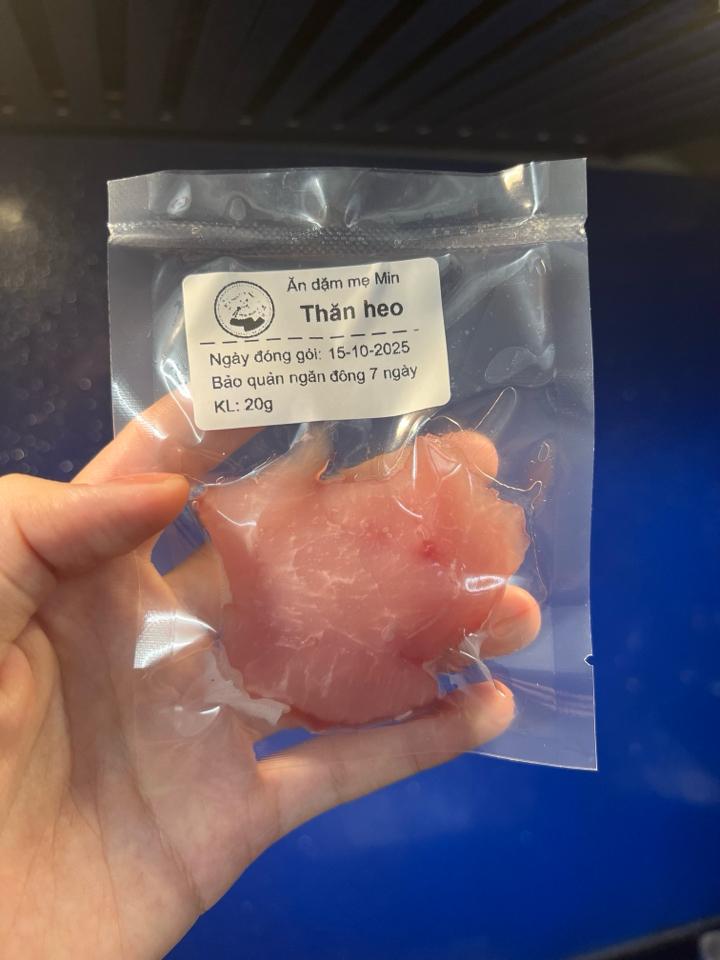 Ăn dặm mẹ Min
Thăn heo
Ngày đóng gói: 15-10-2025
Bảo quản ngăn đông 7 ngày
KL: 20g